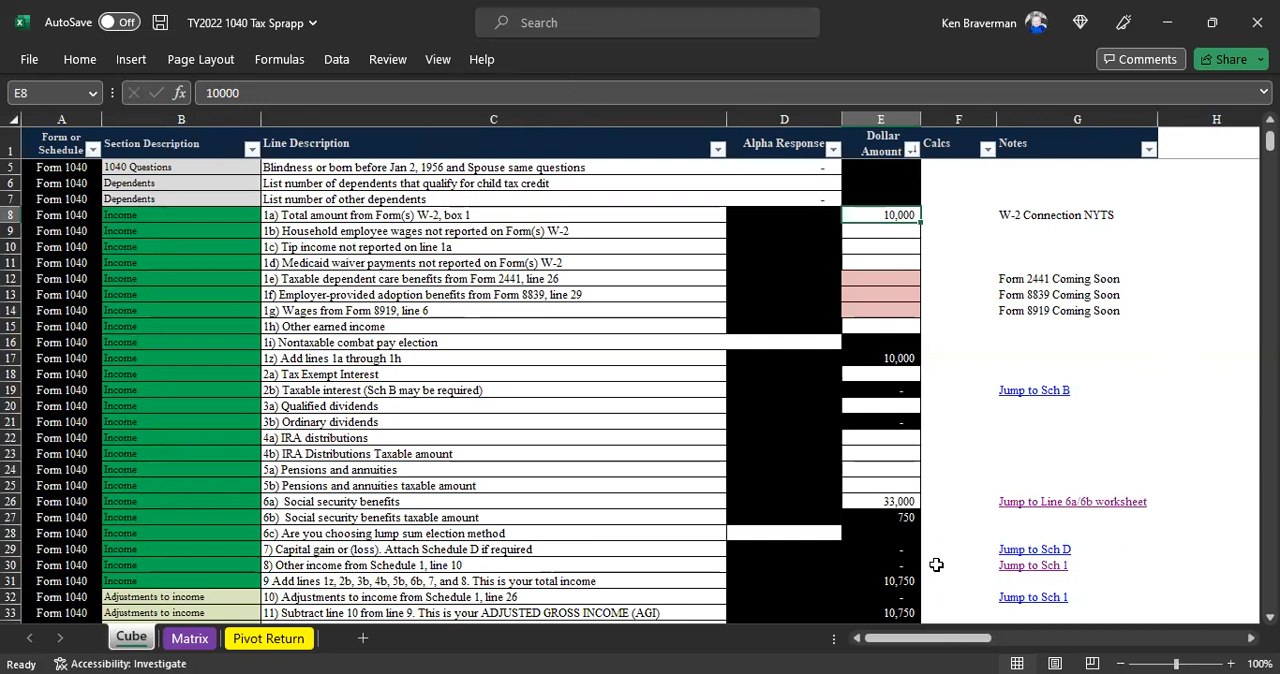 AutoSave Off TY2022 1040 Tax Sprapp Search Ken Braverman
File Home Insert Page Layout Formulas Data Review View Help Comments Share
E8 fx 10000
A B C D E F G H
1 Form or Schedule Section Description Line Description Alpha Response Dollar Amount Calcs Notes
5 Form 1040 1040 Questions Blindness or born before Jan 2, 1956 and Spouse same questions -
6 Form 1040 Dependents List number of dependents that qualify for child tax credit
7 Form 1040 Dependents List number of other dependents -
8 Form 1040 Income 1a) Total amount from Form(s) W-2, box 1 10,000 W-2 Connection NYTS
9 Form 1040 Income 1b) Household employee wages not reported on Form(s) W-2
10 Form 1040 Income 1c) Tip income not reported on line 1a
11 Form 1040 Income 1d) Medicaid waiver payments not reported on Form(s) W-2
12 Form 1040 Income 1e) Taxable dependent care benefits from Form 2441, line 26 Form 2441 Coming Soon
13 Form 1040 Income 1f) Employer-provided adoption benefits from Form 8839, line 29 Form 8839 Coming Soon
14 Form 1040 Income 1g) Wages from Form 8919, line 6 Form 8919 Coming Soon
15 Form 1040 Income 1h) Other earned income
16 Form 1040 Income 1i) Nontaxable combat pay election
17 Form 1040 Income 1z) Add lines 1a through 1h 10,000
18 Form 1040 Income 2a) Tax Exempt Interest
19 Form 1040 Income 2b) Taxable interest (Sch B may be required) - Jump to Sch B
20 Form 1040 Income 3a) Qualified dividends
21 Form 1040 Income 3b) Ordinary dividends -
22 Form 1040 Income 4a) IRA distributions
23 Form 1040 Income 4b) IRA Distributions Taxable amount
24 Form 1040 Income 5a) Pensions and annuities
25 Form 1040 Income 5b) Pensions and annuities taxable amount
26 Form 1040 Income 6a) Social security benefits 33,000 Jump to Line 6a/6b worksheet
27 Form 1040 Income 6b) Social security benefits taxable amount 750
28 Form 1040 Income 6c) Are you choosing lump sum election method
29 Form 1040 Income 7) Capital gain or (loss). Attach Schedule D if required - Jump to Sch D
30 Form 1040 Income 8) Other income from Schedule 1, line 10 - Jump to Sch 1
31 Form 1040 Income 9 Add lines 1z, 2b, 3b, 4b, 5b, 6b, 7, and 8. This is your total income 10,750
32 Form 1040 Adjustments to income 10) Adjustments to income from Schedule 1, line 26 - Jump to Sch 1
33 Form 1040 Adjustments to income 11) Subtract line 10 from line 9. This is your ADJUSTED GROSS INCOME (AGI) 10,750
Cube Matrix Pivot Return
Ready Accessibility: Investigate 100%